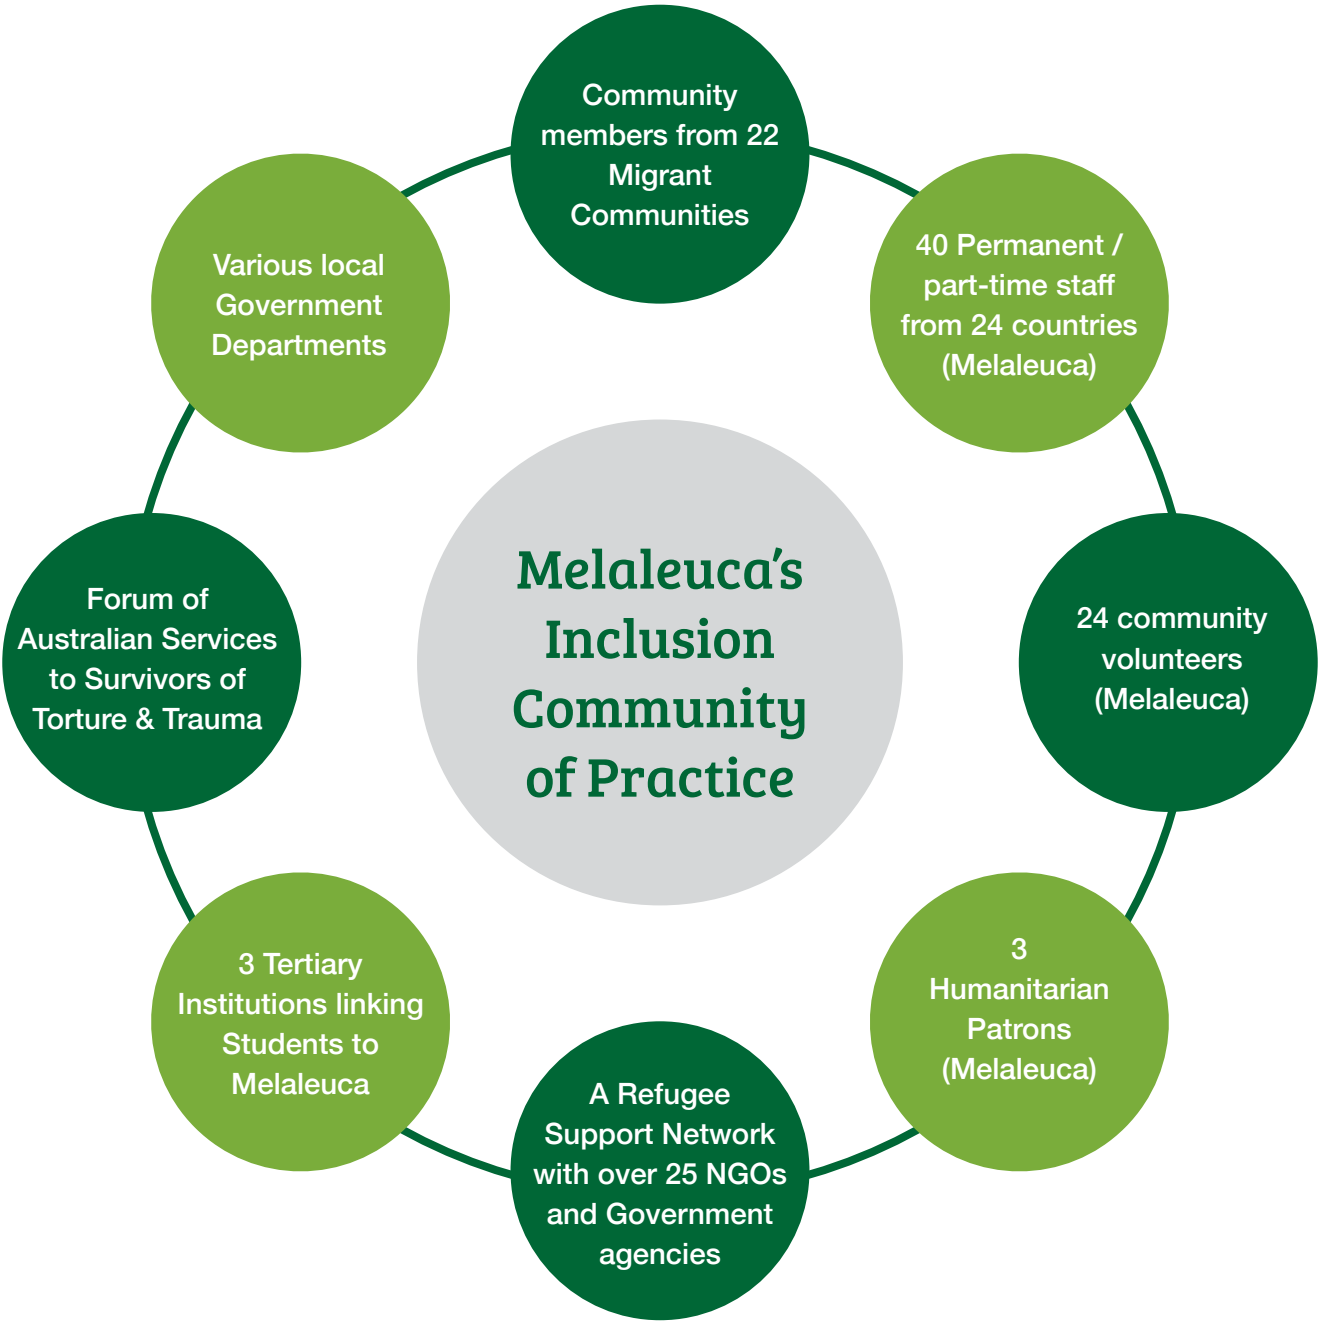 Community
members from 22
Migrant
Communities
40 Permanent /
part-time staff
from 24 countries
(Melaleuca)
24 community
volunteers
(Melaleuca)
3
Humanitarian
Patrons
(Melaleuca)
A Refugee
Support Network
with over 25 NGOs
and Government
agencies
3 Tertiary
Institutions linking
Students to
Melaleuca
Forum of
Australian Services
to Survivors of
Torture & Trauma
Various local
Government
Departments
Melaleuca’s
Inclusion
Community
of Practice